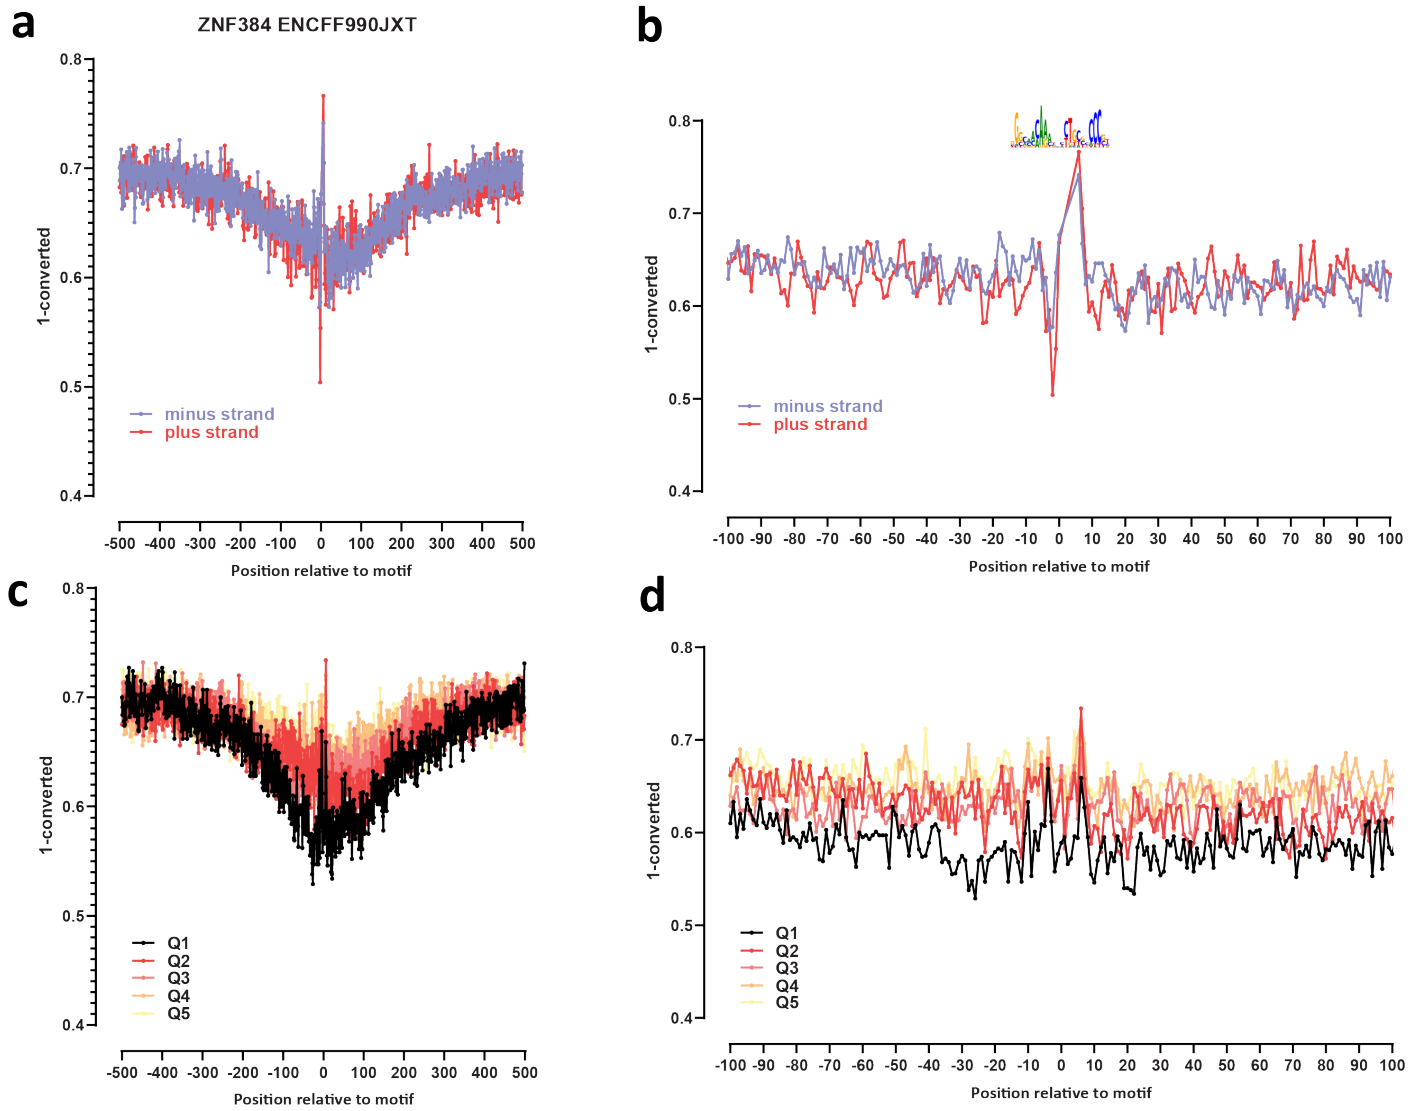 a
ZNF384 ENCFF990JXT
0.8
0.7
0.6
0.5
0.4
1-converted
minus strand
plus strand
-500 -400 -300 -200 -100 0 100 200 300 400 500
Position relative to motif
b
0.8
0.7
0.6
0.5
0.4
1-converted
minus strand
plus strand
-100 -90 -80 -70 -60 -50 -40 -30 -20 -10 0 10 20 30 40 50 60 70 80 90 100
Position relative to motif
c
0.8
0.7
0.6
0.5
0.4
1-converted
Q1
Q2
Q3
Q4
Q5
-500 -400 -300 -200 -100 0 100 200 300 400 500
Position relative to motif
d
0.8
0.7
0.6
0.5
0.4
1-converted
Q1
Q2
Q3
Q4
Q5
-100 -90 -80 -70 -60 -50 -40 -30 -20 -10 0 10 20 30 40 50 60 70 80 90 100
Position relative to motif